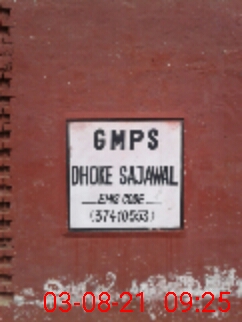 GMPS
DHOKE SAJAWAL
EMIS CODE
(37410563)
03-08-21 09:25